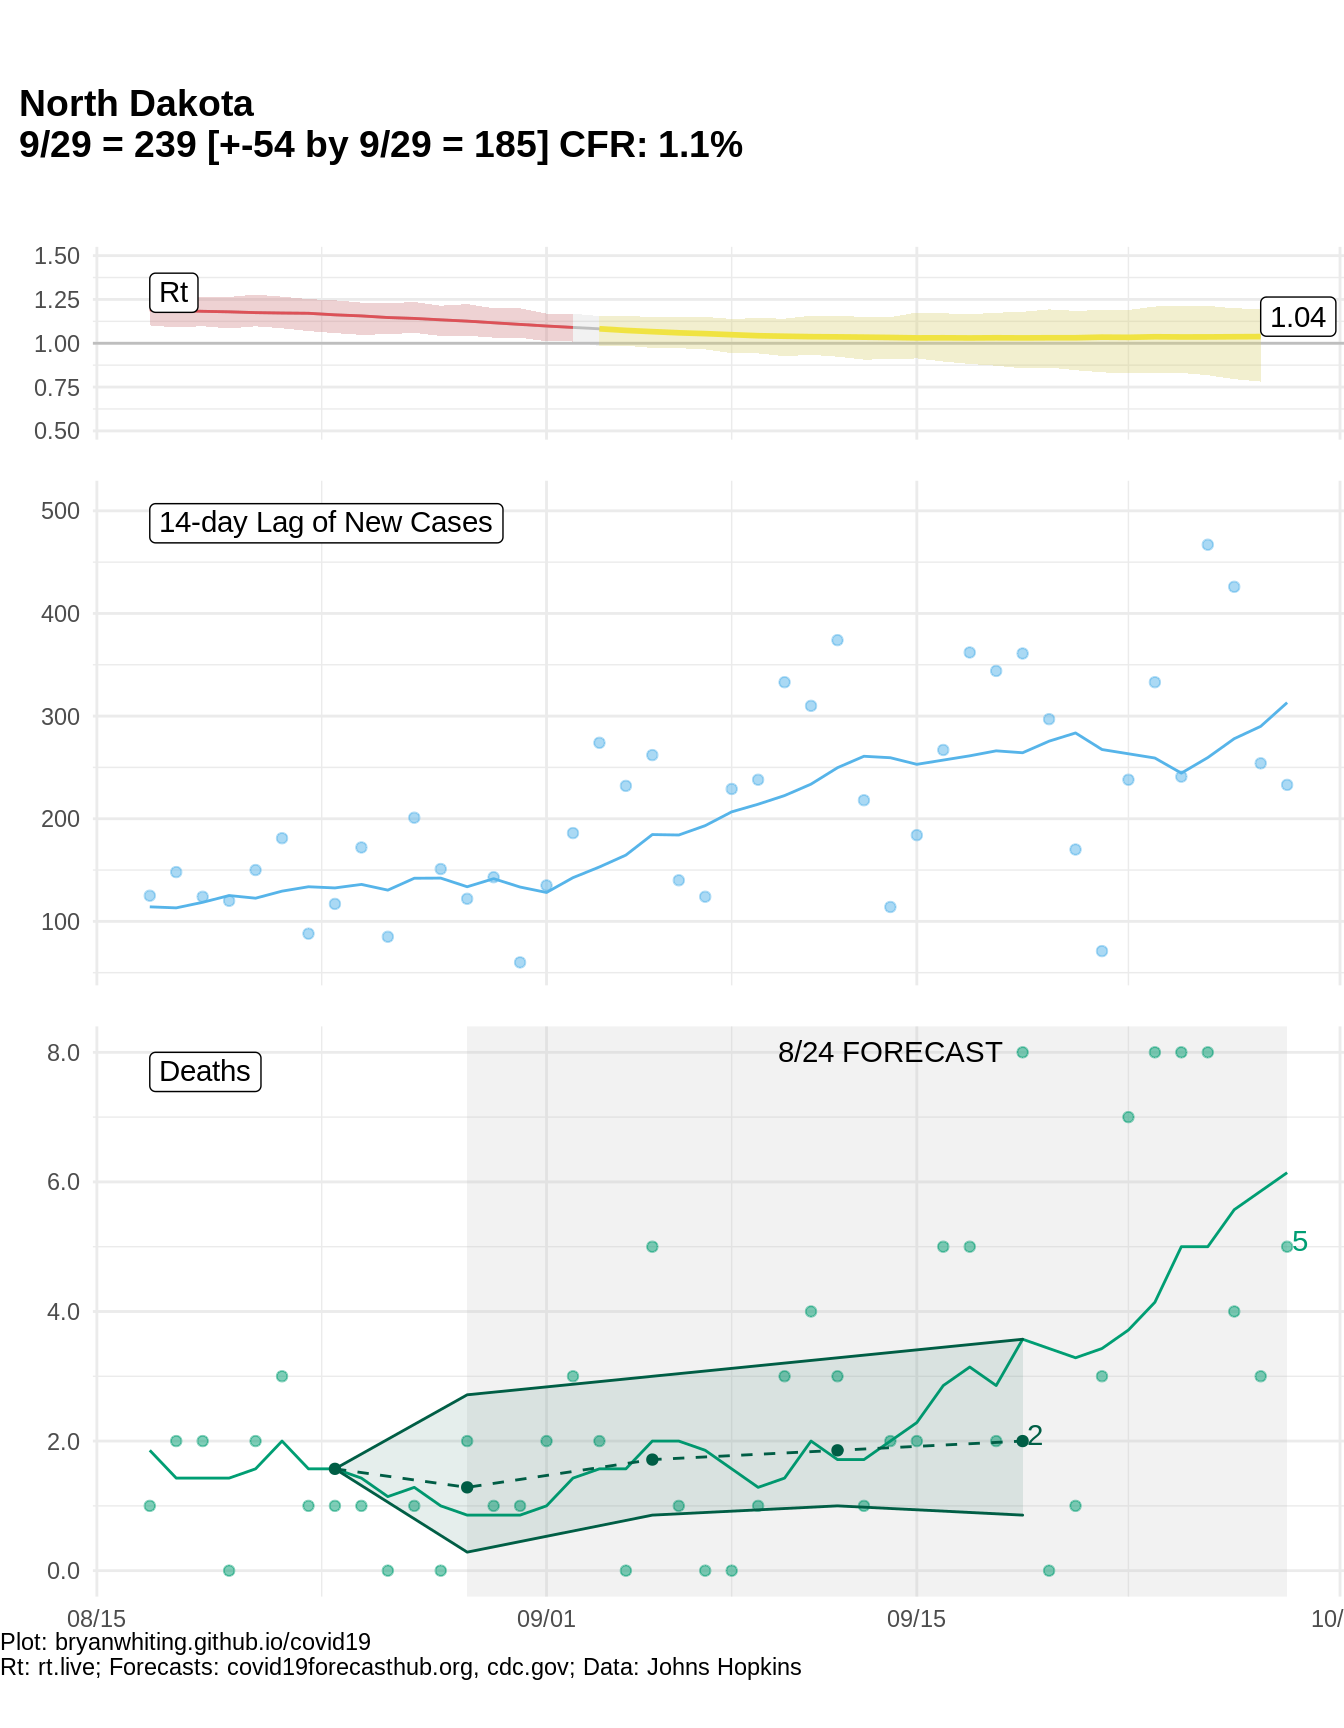 North Dakota
9/29 = 239 [+-54 by 9/29 = 185] CFR: 1.1%
1.50
1.25
1.00
0.75
0.50
Rt
1.04
500
400
300
200
100
14-day Lag of New Cases
8.0
6.0
4.0
2.0
0.0
Deaths
8/24 FORECAST
5
2
08/15
09/01
09/15
10/
Plot: bryanwhiting.github.io/covid19
Rt: rt.live; Forecasts: covid19forecasthub.org, cdc.gov; Data: Johns Hopkins